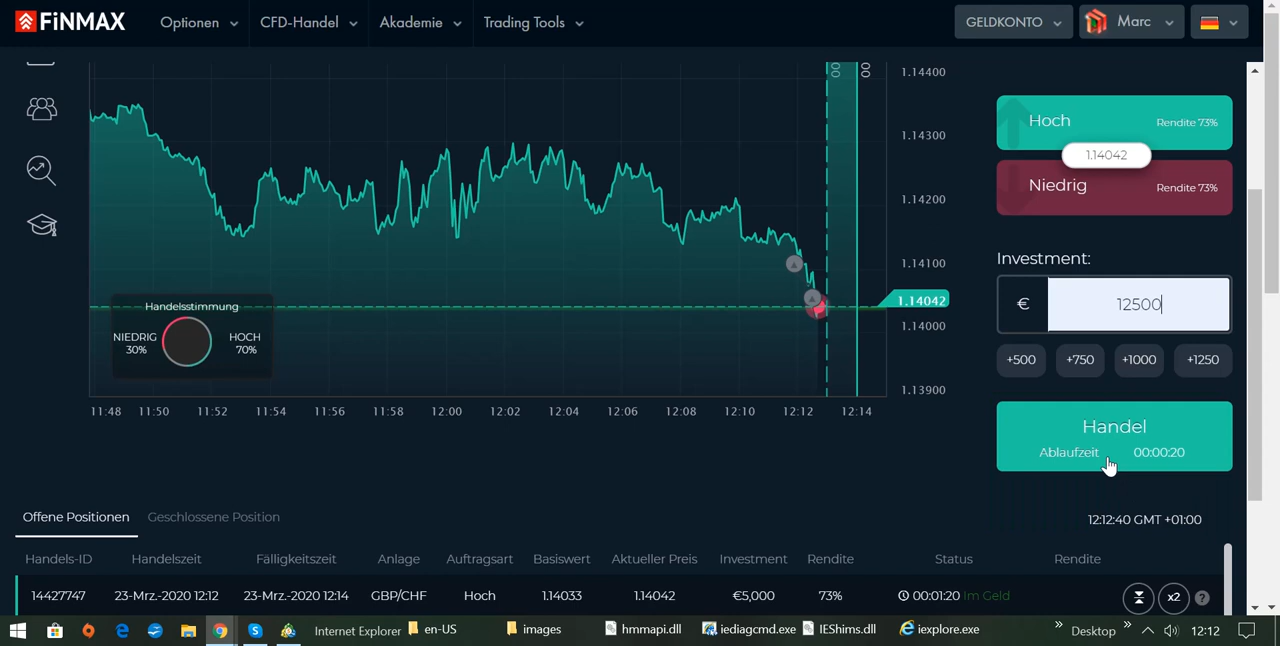 FiNMAX Optionen CFD-Handel Akademie Trading Tools GELDKONTO Marc
00 00
1.14400
1.14300
1.14200
1.14100
1.14042
1.14000
1.13900
Handelsstimmung
NIEDRIG HOCH
30% 70%
11:48 11:50 11:52 11:54 11:56 11:58 12:00 12:02 12:04 12:06 12:08 12:10 12:12 12:14
Hoch Rendite 73%
1.14042
Niedrig Rendite 73%
Investment:
€ 12500
+500 +750 +1000 +1250
Handel
Ablaufzeit 00:00:20
12:12:40 GMT +01:00
Offene Positionen Geschlossene Position
Handels-ID Handelszeit Fälligkeitszeit Anlage Auftragsart Basiswert Aktueller Preis Investment Rendite Status Rendite
14427747 23-Mrz.-2020 12:12 23-Mrz.-2020 12:14 GBP/CHF Hoch 1.14033 1.14042 €5,000 73% 00:01:20 Im Geld x2 ?
Internet Explorer en-US images hmmapi.dll iediagcmd.exe IEShims.dll iexplore.exe » Desktop » 12:12